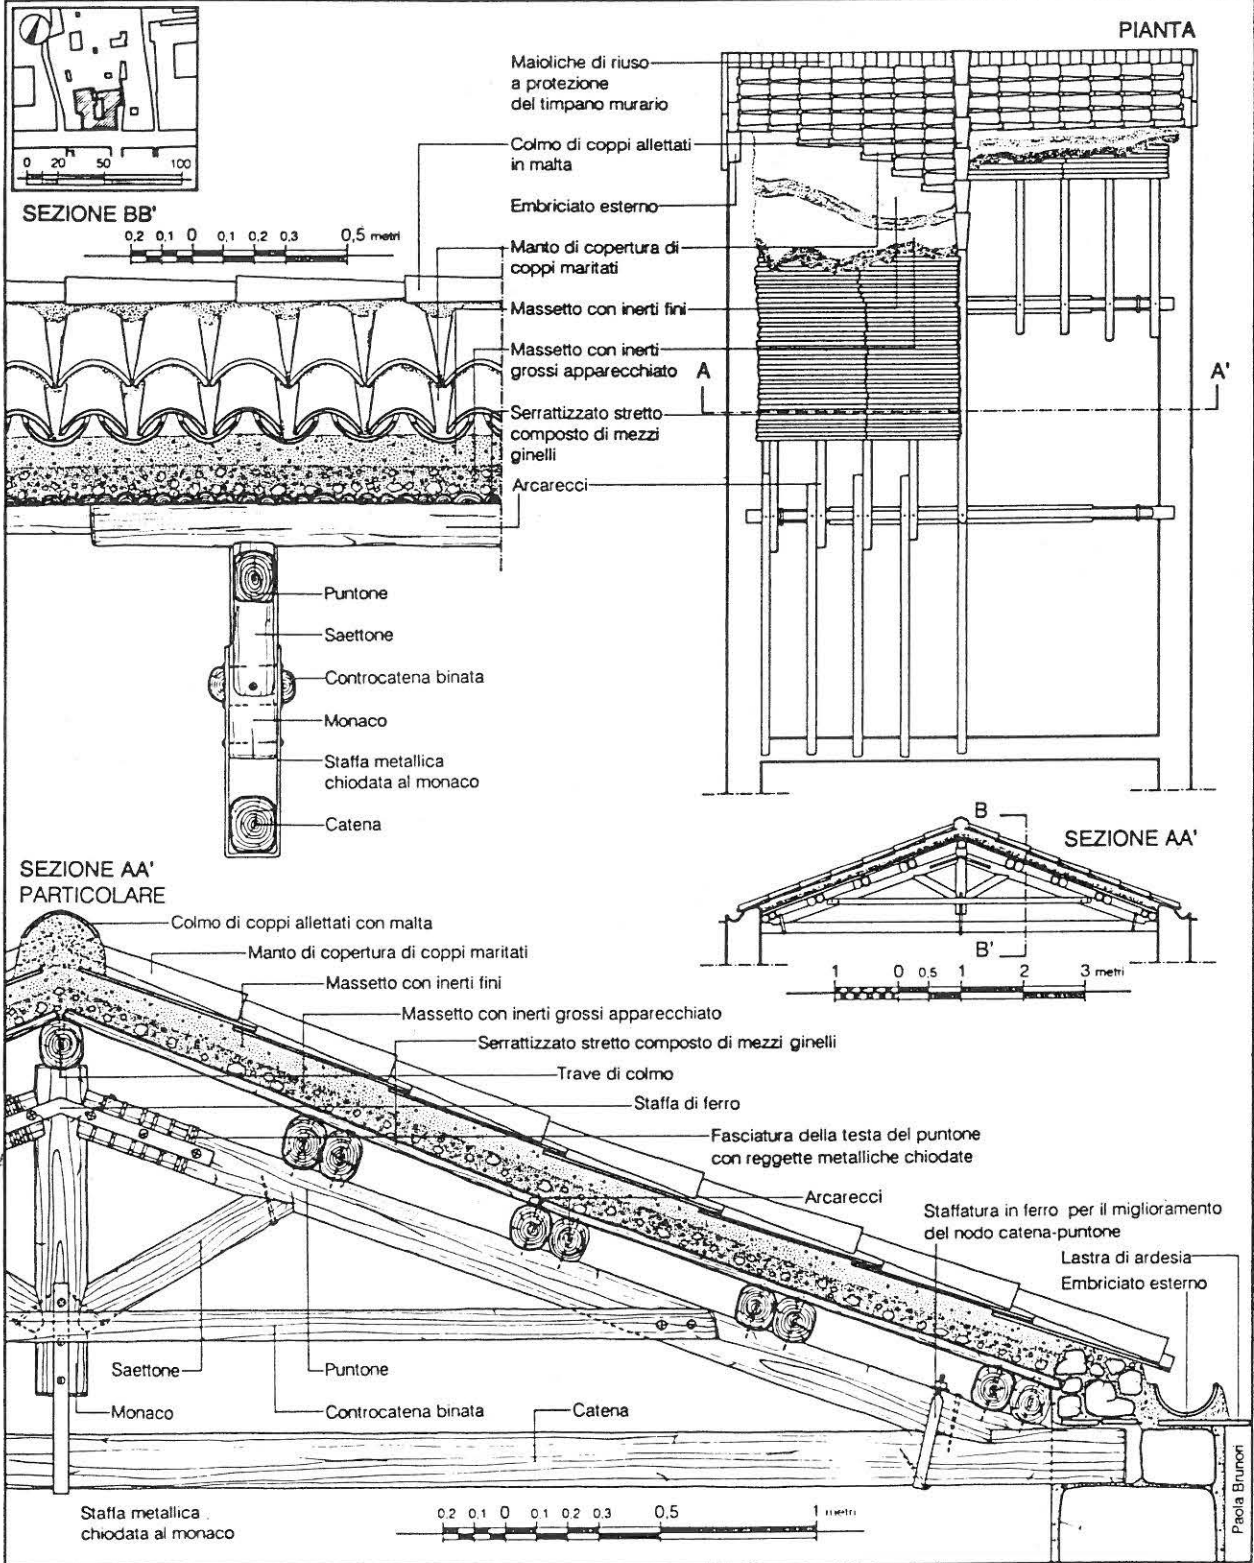 0 20 50 100
PIANTA
Maioliche di riuso
a protezione
del timpano murario
Colmo di coppi allettati
in malta
Embriciato esterno
Manto di copertura di
coppi maritati
Massetto con inerti fini
Massetto con inerti
grossi apparecchiato
Serrattizzato stretto
composto di mezzi
ginelli
Arcarecci
A
A'
SEZIONE BB'
0,2 0,1 0 0,1 0,2 0,3 0,5 metri
Puntone
Saettone
Controcatena binata
Monaco
Staffa metallica
chiodata al monaco
Catena
B
SEZIONE AA'
B'
1 0 0.5 1 2 3 metri
SEZIONE AA'
PARTICOLARE
Colmo di coppi allettati con malta
Manto di copertura di coppi maritati
Massetto con inerti fini
Massetto con inerti grossi apparecchiato
Serrattizzato stretto composto di mezzi ginelli
Trave di colmo
Staffa di ferro
Fasciatura della testa del puntone
con reggette metalliche chiodate
Arcarecci
Staffatura in ferro per il miglioramento
del nodo catena-puntone
Lastra di ardesia
Embriciato esterno
Saettone
Puntone
Monaco
Controcatena binata
Catena
Staffa metallica
chiodata al monaco
0,2 0,1 0 0,1 0,2 0,3 0,5 1 metri
Paola Brunori